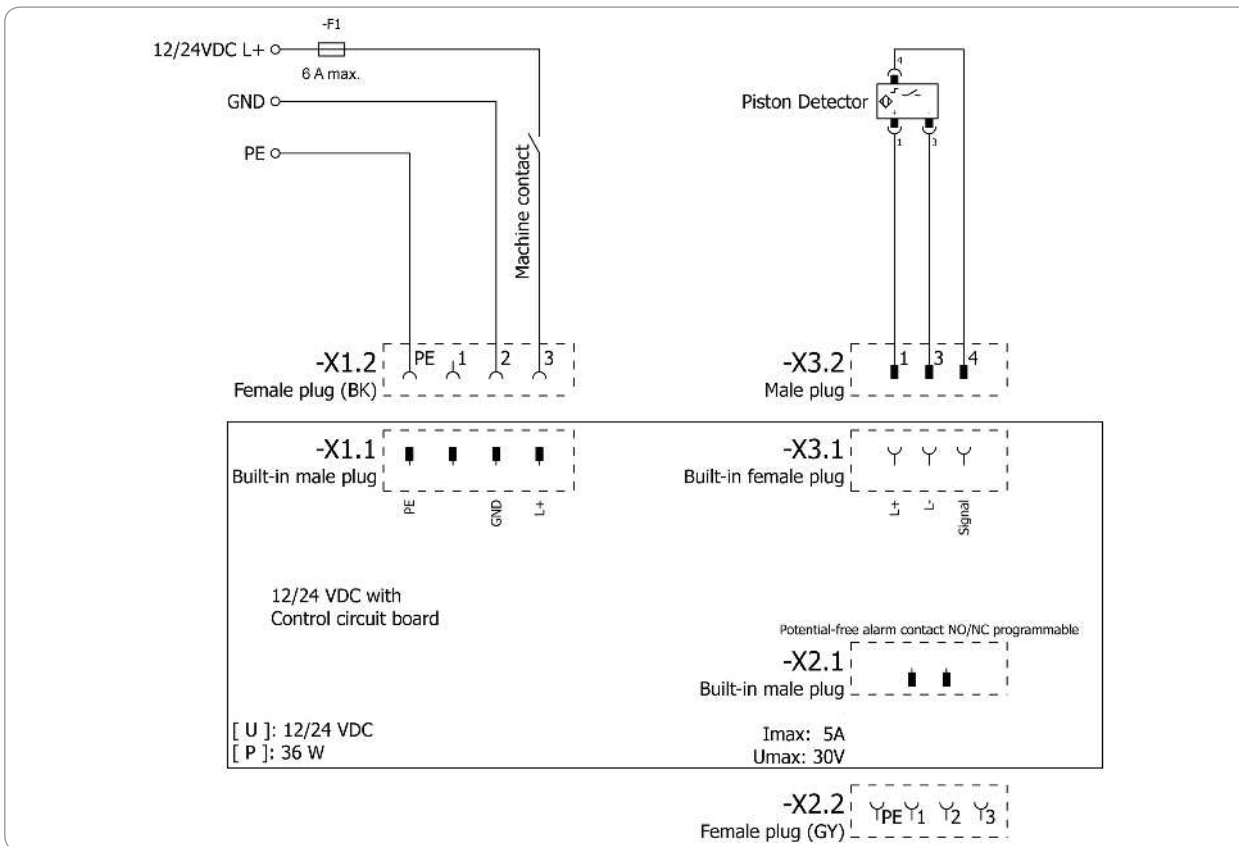 -F1
12/24VDC L+
6 A max.
GND
PE
Machine contact
4
Piston Detector
+ -
1 3
-X1.2 PE 1 2 3
Female plug (BK)
-X3.2 1 3 4
Male plug
-X1.1
Built-in male plug
PE GND L+
-X3.1
Built-in female plug
L+ L- Signal
12/24 VDC with
Control circuit board
Potential-free alarm contact NO/NC programmable
-X2.1
Built-in male plug
[ U ]: 12/24 VDC
[ P ]: 36 W
Imax: 5A
Umax: 30V
-X2.2 PE 1 2 3
Female plug (GY)